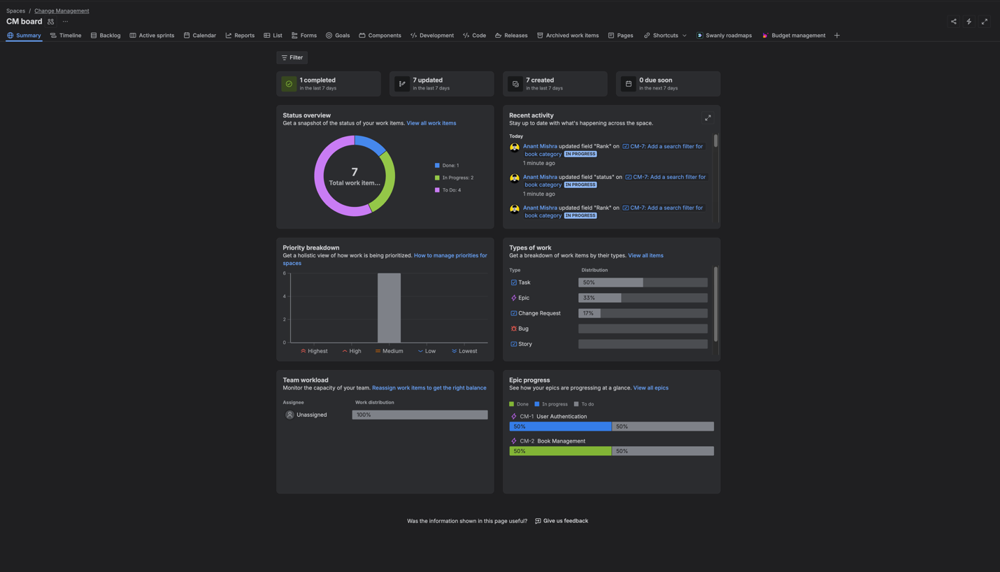 Spaces / Change Management
CM board
Summary Timeline Backlog Active sprints Calendar Reports List Forms Goals Components Development Code Releases Archived work items Pages Shortcuts Swanly roadmaps Budget management
Filter
1 completed
in the last 7 days
7 updated
in the last 7 days
7 created
in the last 7 days
0 due soon
in the next 7 days
Status overview
Get a snapshot of the status of your work items. View all work items
7
Total work item...
Done: 1
In Progress: 2
To Do: 4
Recent activity
Stay up to date with what's happening across the space.
Today
Anant Mishra updated field "Rank" on CM-7: Add a search filter for
book category IN PROGRESS
1 minute ago
Anant Mishra updated field "status" on CM-7: Add a search filter for
book category IN PROGRESS
1 minute ago
Anant Mishra updated field "Rank" on CM-7: Add a search filter for
book category IN PROGRESS
Priority breakdown
Get a holistic view of how work is being prioritized. How to manage priorities for
spaces
6
4
2
0
Highest High Medium Low Lowest
Types of work
Get a breakdown of work items by their types. View all items
Type Distribution
Task 50%
Epic 33%
Change Request 17%
Bug
Story
Team workload
Monitor the capacity of your team. Reassign work items to get the right balance
Assignee Work distribution
Unassigned 100%
Epic progress
See how your epics are progressing at a glance. View all epics
Done In progress To do
CM-1 User Authentication
50% 50%
CM-2 Book Management
50% 50%
Was the information shown in this page useful? Give us feedback